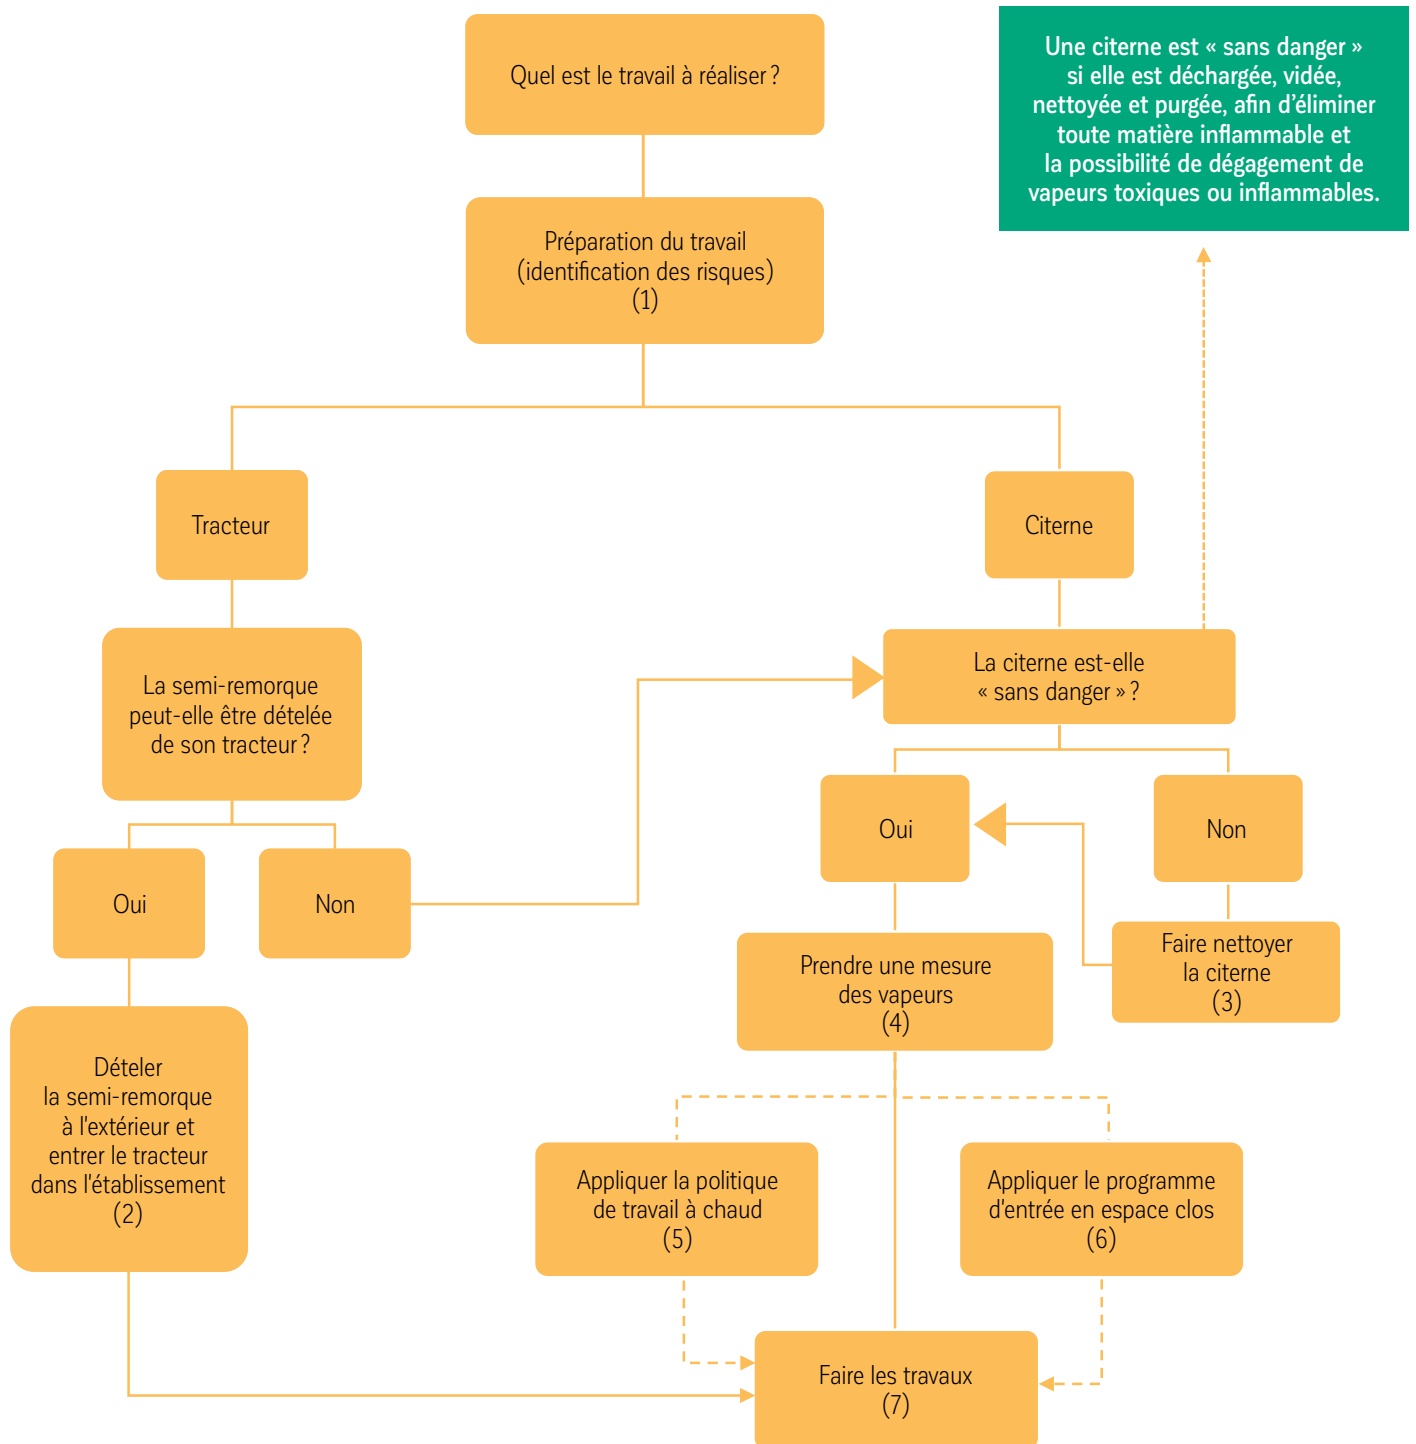 Quel est le travail à réaliser ?
Une citerne est « sans danger »
si elle est déchargée, vidée,
nettoyée et purgée, afin d’éliminer
toute matière inflammable et
la possibilité de dégagement de
vapeurs toxiques ou inflammables.
Préparation du travail
(identification des risques)
(1)
Tracteur
Citerne
La semi-remorque
peut-elle être dételée
de son tracteur ?
La citerne est-elle
« sans danger » ?
Oui
Non
Oui
Non
Dételer
la semi-remorque
à l'extérieur et
entrer le tracteur
dans l'établissement
(2)
Faire nettoyer
la citerne
(3)
Prendre une mesure
des vapeurs
(4)
Appliquer la politique
de travail à chaud
(5)
Appliquer le programme
d'entrée en espace clos
(6)
Faire les travaux
(7)